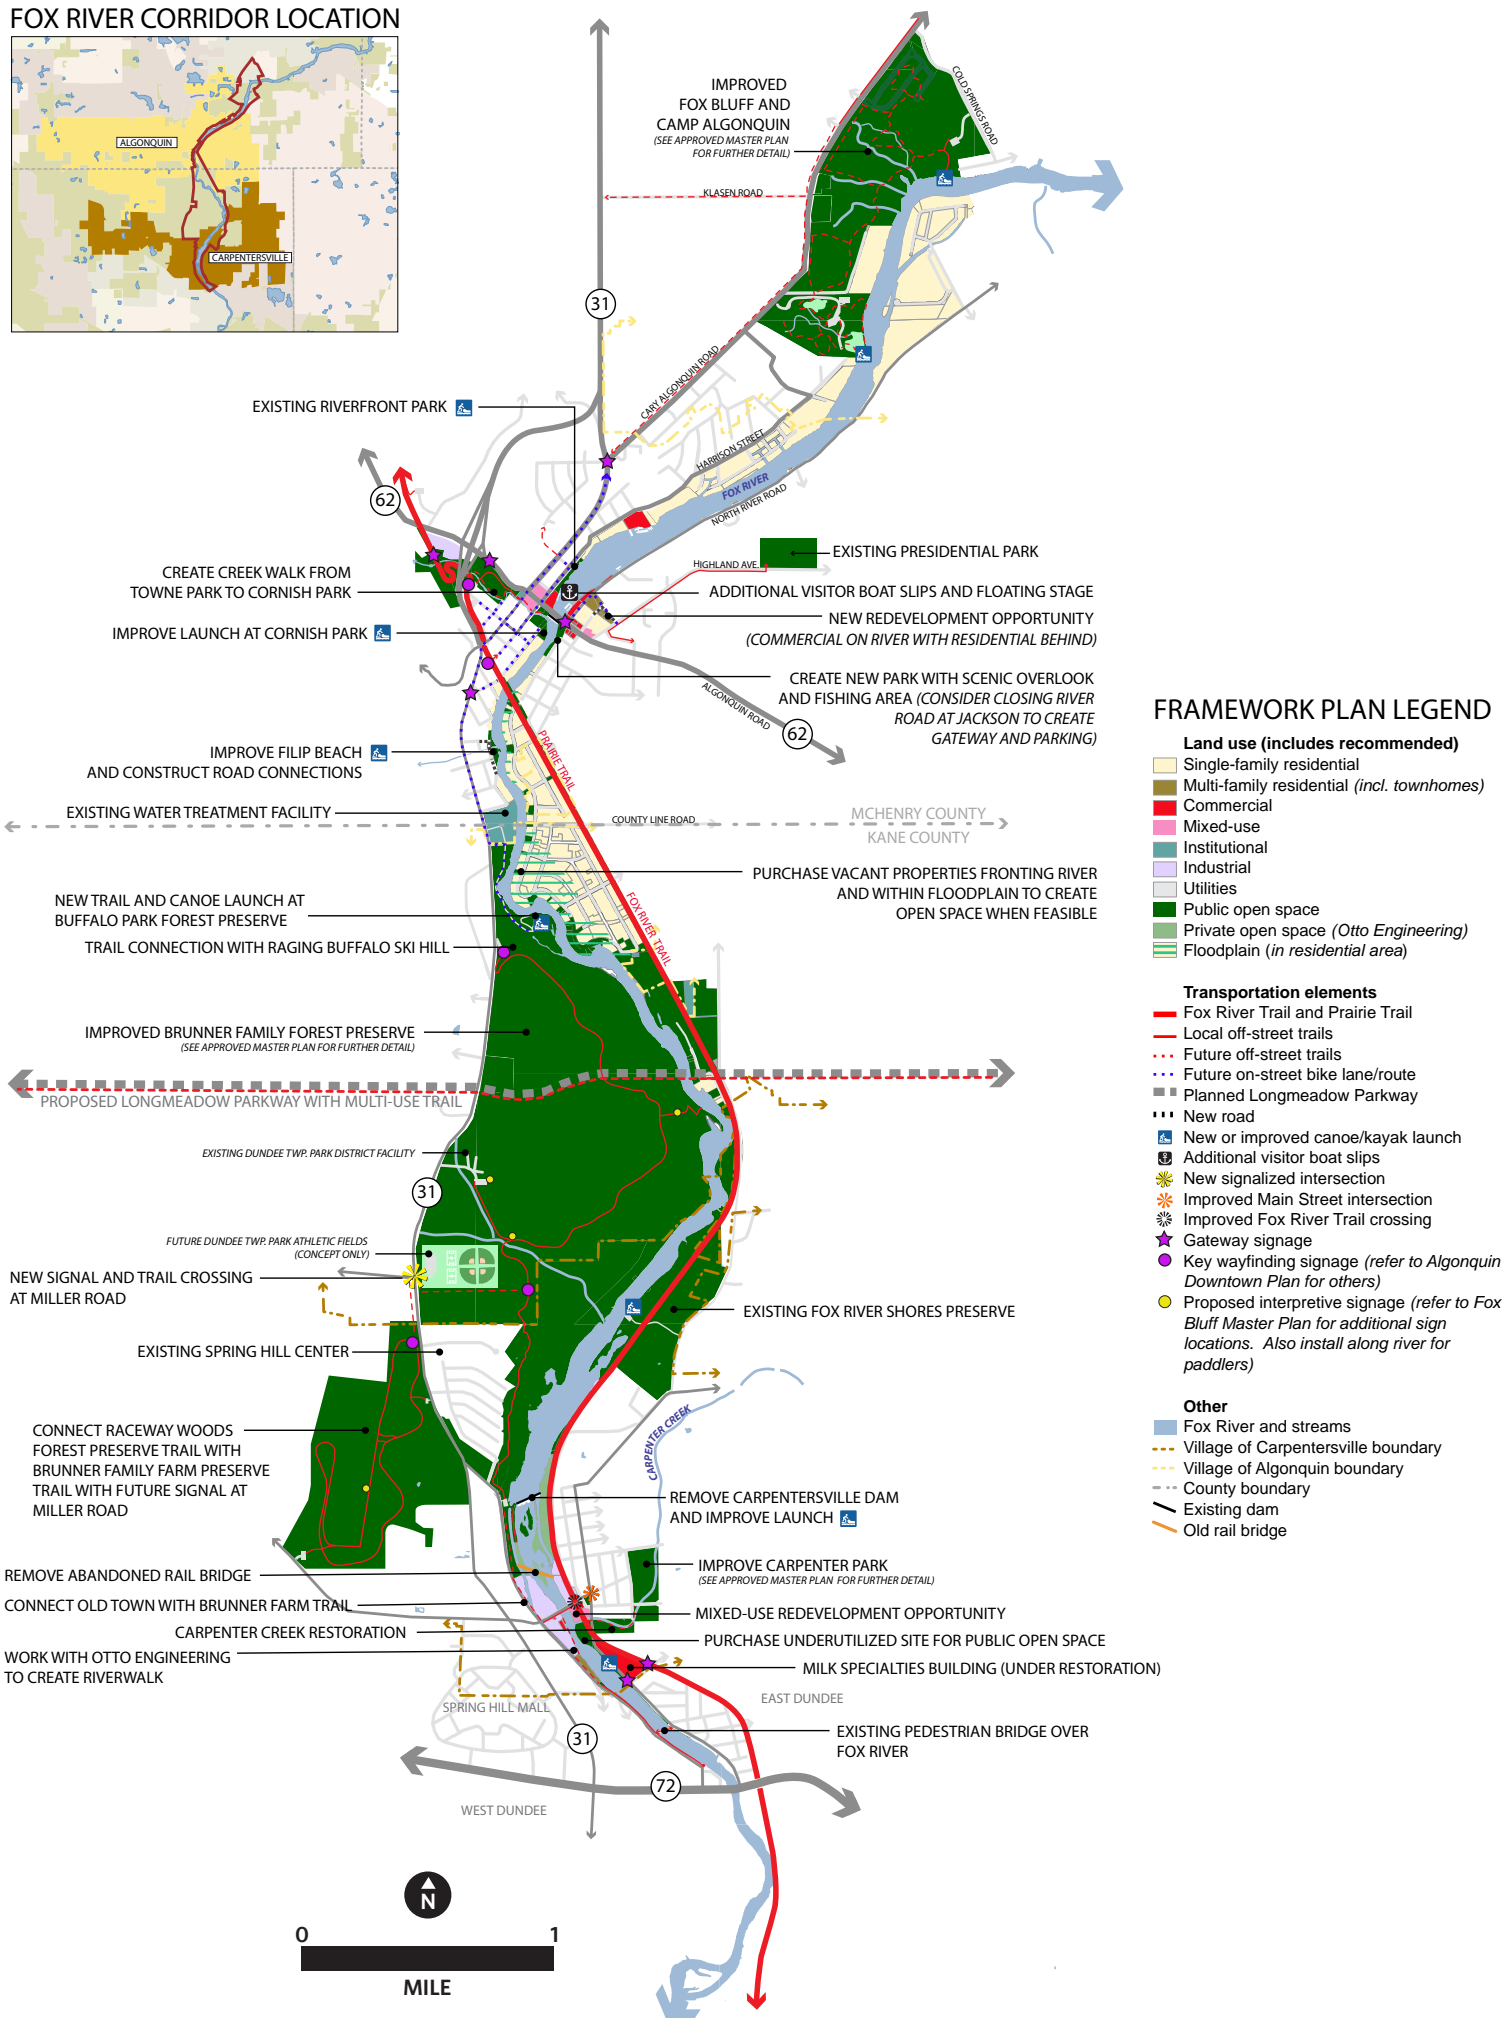 FOX RIVER CORRIDOR LOCATION
ALGONQUIN
CARPENTERSVILLE
IMPROVED
FOX BLUFF AND
CAMP ALGONQUIN
(SEE APPROVED MASTER PLAN
FOR FURTHER DETAIL)
COLD SPRINGS ROAD
KLASEN ROAD
31
CARY ALGONQUIN ROAD
EXISTING RIVERFRONT PARK
HARRISON STREET
FOX RIVER
NORTH RIVER ROAD
62
EXISTING PRESIDENTIAL PARK
HIGHLAND AVE.
CREATE CREEK WALK FROM
TOWNE PARK TO CORNISH PARK
ADDITIONAL VISITOR BOAT SLIPS AND FLOATING STAGE
NEW REDEVELOPMENT OPPORTUNITY
(COMMERCIAL ON RIVER WITH RESIDENTIAL BEHIND)
IMPROVE LAUNCH AT CORNISH PARK
CREATE NEW PARK WITH SCENIC OVERLOOK
AND FISHING AREA (CONSIDER CLOSING RIVER
ROAD AT JACKSON TO CREATE
GATEWAY AND PARKING)
ALGONQUIN ROAD
62
PRAIRIE TRAIL
IMPROVE FILIP BEACH
AND CONSTRUCT ROAD CONNECTIONS
EXISTING WATER TREATMENT FACILITY
COUNTY LINE ROAD
MCHENRY COUNTY
KANE COUNTY
PURCHASE VACANT PROPERTIES FRONTING RIVER
AND WITHIN FLOODPLAIN TO CREATE
OPEN SPACE WHEN FEASIBLE
NEW TRAIL AND CANOE LAUNCH AT
BUFFALO PARK FOREST PRESERVE
FOX RIVER TRAIL
TRAIL CONNECTION WITH RAGING BUFFALO SKI HILL
IMPROVED BRUNNER FAMILY FOREST PRESERVE
(SEE APPROVED MASTER PLAN FOR FURTHER DETAIL)
PROPOSED LONGMEADOW PARKWAY WITH MULTI-USE TRAIL
EXISTING DUNDEE TWP. PARK DISTRICT FACILITY
31
FUTURE DUNDEE TWP. PARK ATHLETIC FIELDS
(CONCEPT ONLY)
NEW SIGNAL AND TRAIL CROSSING
AT MILLER ROAD
EXISTING FOX RIVER SHORES PRESERVE
EXISTING SPRING HILL CENTER
CONNECT RACEWAY WOODS
FOREST PRESERVE TRAIL WITH
BRUNNER FAMILY FARM PRESERVE
TRAIL WITH FUTURE SIGNAL AT
MILLER ROAD
CARPENTER CREEK
REMOVE CARPENTERSVILLE DAM
AND IMPROVE LAUNCH
IMPROVE CARPENTER PARK
(SEE APPROVED MASTER PLAN FOR FURTHER DETAIL)
REMOVE ABANDONED RAIL BRIDGE
CONNECT OLD TOWN WITH BRUNNER FARM TRAIL
MIXED-USE REDEVELOPMENT OPPORTUNITY
CARPENTER CREEK RESTORATION
PURCHASE UNDERUTILIZED SITE FOR PUBLIC OPEN SPACE
WORK WITH OTTO ENGINEERING
TO CREATE RIVERWALK
MILK SPECIALTIES BUILDING (UNDER RESTORATION)
EAST DUNDEE
SPRING HILL MALL
31
EXISTING PEDESTRIAN BRIDGE OVER
FOX RIVER
72
WEST DUNDEE
N
0 1
MILE
FRAMEWORK PLAN LEGEND
Land use (includes recommended)
Single-family residential
Multi-family residential (incl. townhomes)
Commercial
Mixed-use
Institutional
Industrial
Utilities
Public open space
Private open space (Otto Engineering)
Floodplain (in residential area)
Transportation elements
Fox River Trail and Prairie Trail
Local off-street trails
Future off-street trails
Future on-street bike lane/route
Planned Longmeadow Parkway
New road
New or improved canoe/kayak launch
Additional visitor boat slips
New signalized intersection
Improved Main Street intersection
Improved Fox River Trail crossing
Gateway signage
Key wayfinding signage (refer to Algonquin
Downtown Plan for others)
Proposed interpretive signage (refer to Fox
Bluff Master Plan for additional sign
locations. Also install along river for
paddlers)
Other
Fox River and streams
Village of Carpentersville boundary
Village of Algonquin boundary
County boundary
Existing dam
Old rail bridge